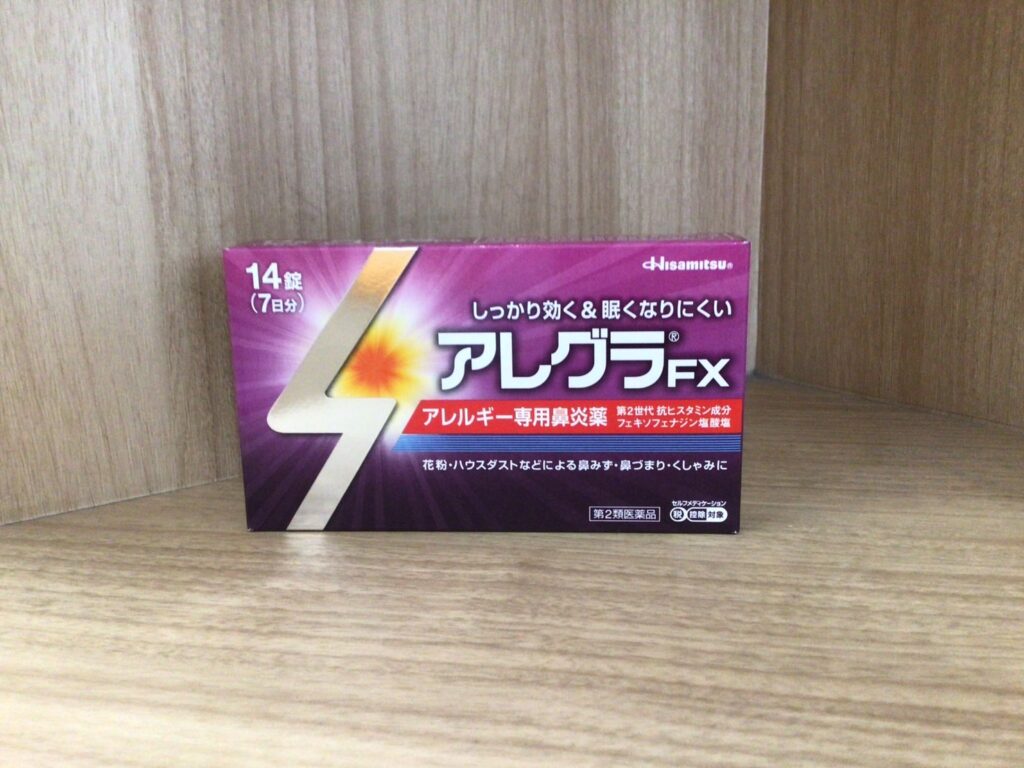 14錠
(7日分)
Hisamitsu®
しっかり効く&眠くなりにくい
アレグラ®FX
アレルギー専用鼻炎薬
第2世代 抗ヒスタミン成分
フェキソフェナジン塩酸塩
花粉・ハウスダストなどによる鼻みず・鼻づまり・くしゃみに
第2類医薬品
セルフメディケーション
税 控除 対象